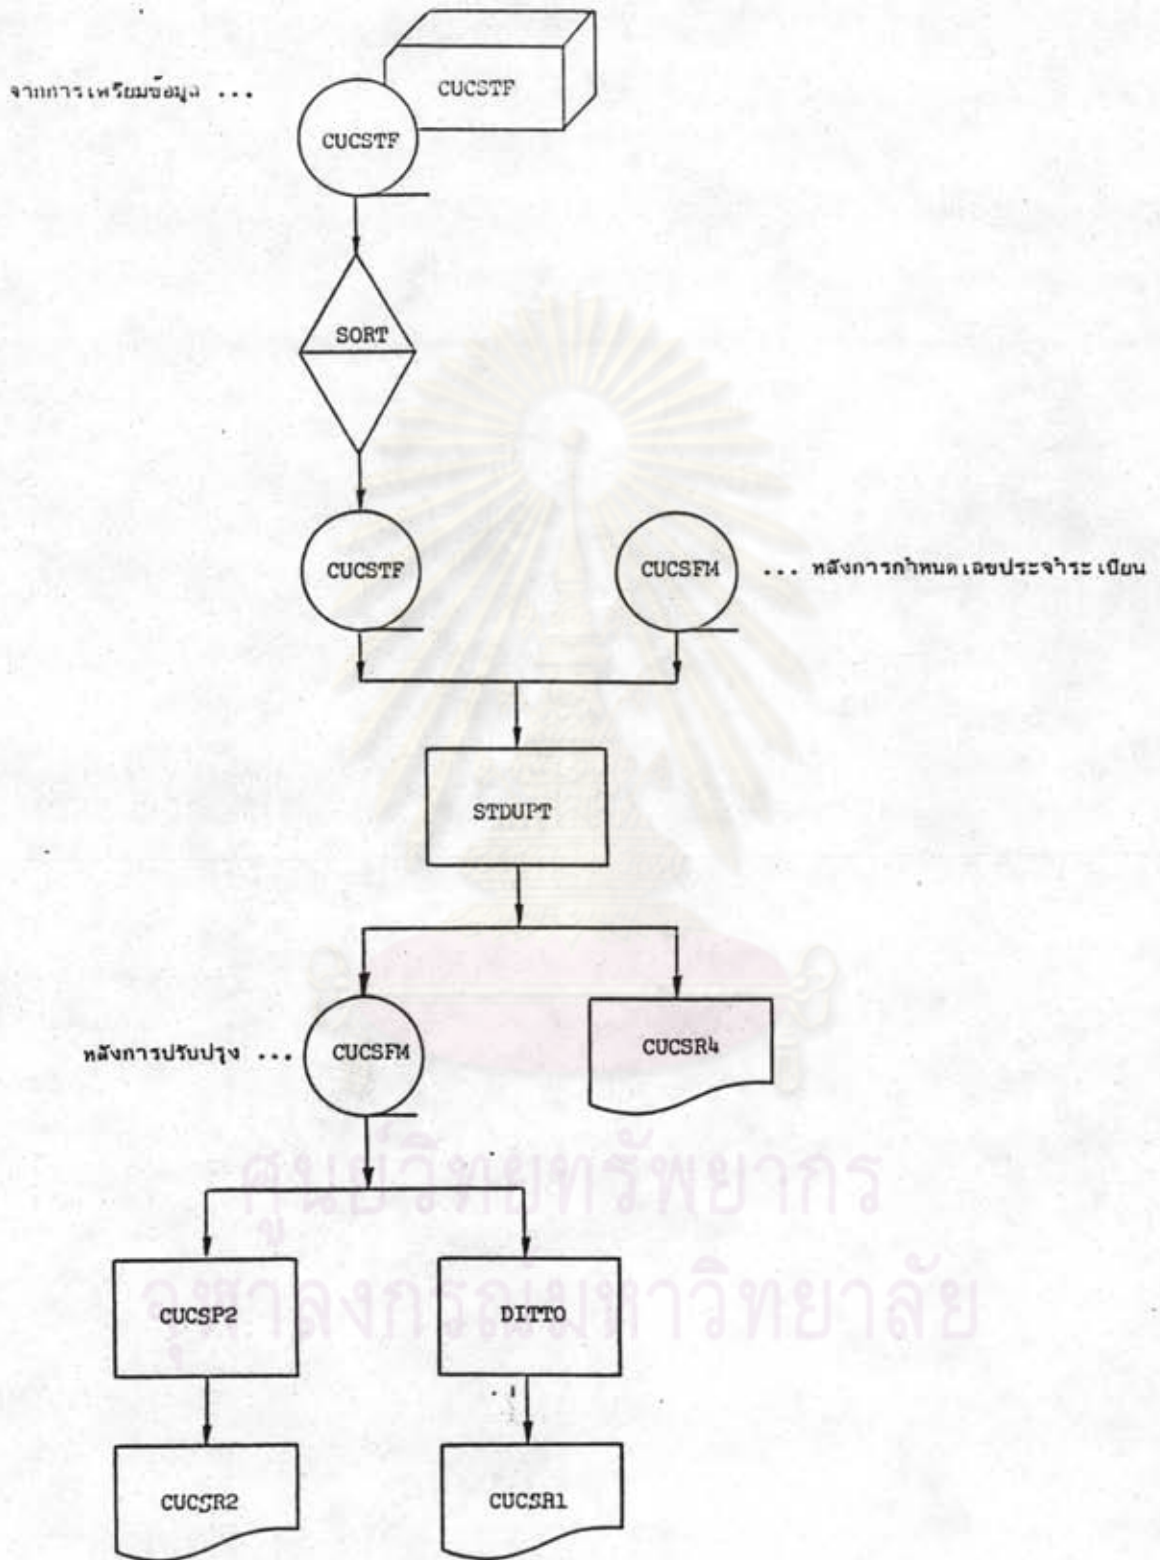 CUCSTF
จากการเตรียมข้อมูล ...
CUCSTF
SORT
CUCSTF
CUCSFM
... หลังการกำหนดเลขประจำระเบียน
STDUPT
หลังการปรับปรุง ...
CUCSFM
CUCSR4
ศูนย์วิทยทรัพยากร
จุฬาลงกรณ์มหาวิทยาลัย
CUCSP2
DITTO
CUCSR2
CUCSR1